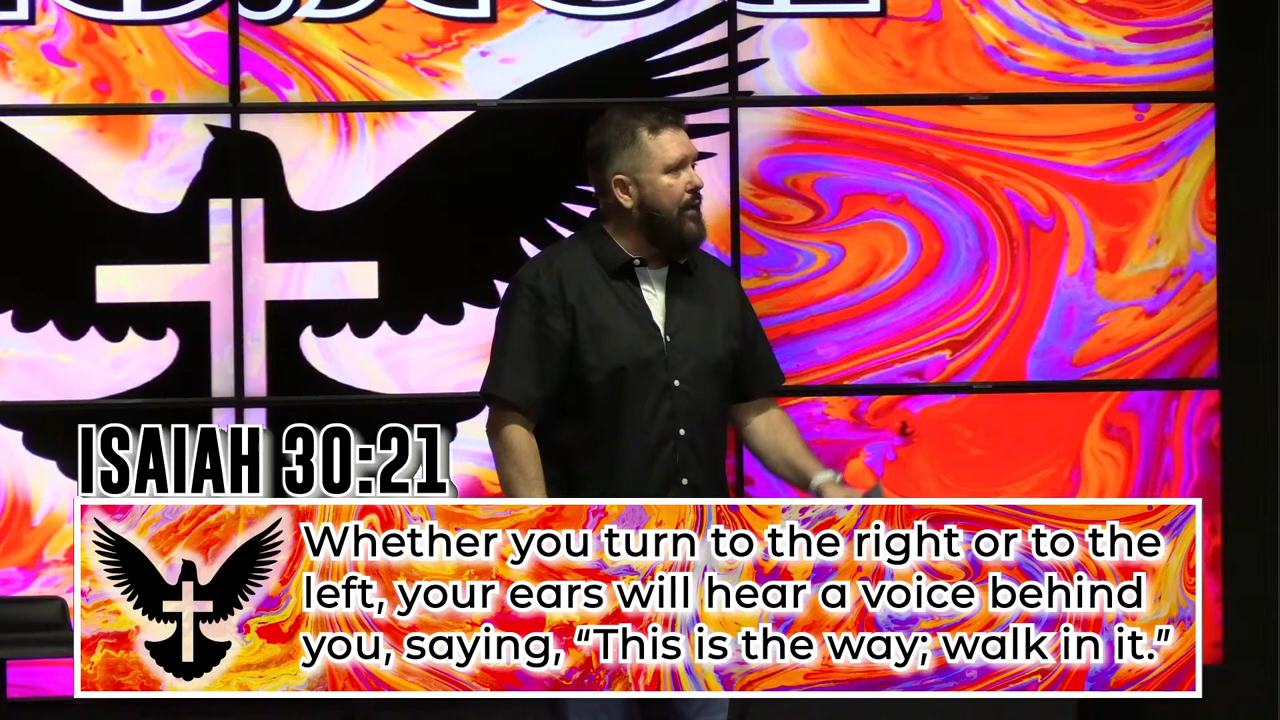 ISAIAH 30:21
Whether you turn to the right or to the
left, your ears will hear a voice behind
you, saying, “This is the way; walk in it.”